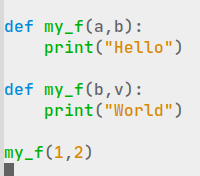 def my_f(a,b):
    print("Hello")

def my_f(b,v):
    print("World")

my_f(1,2)